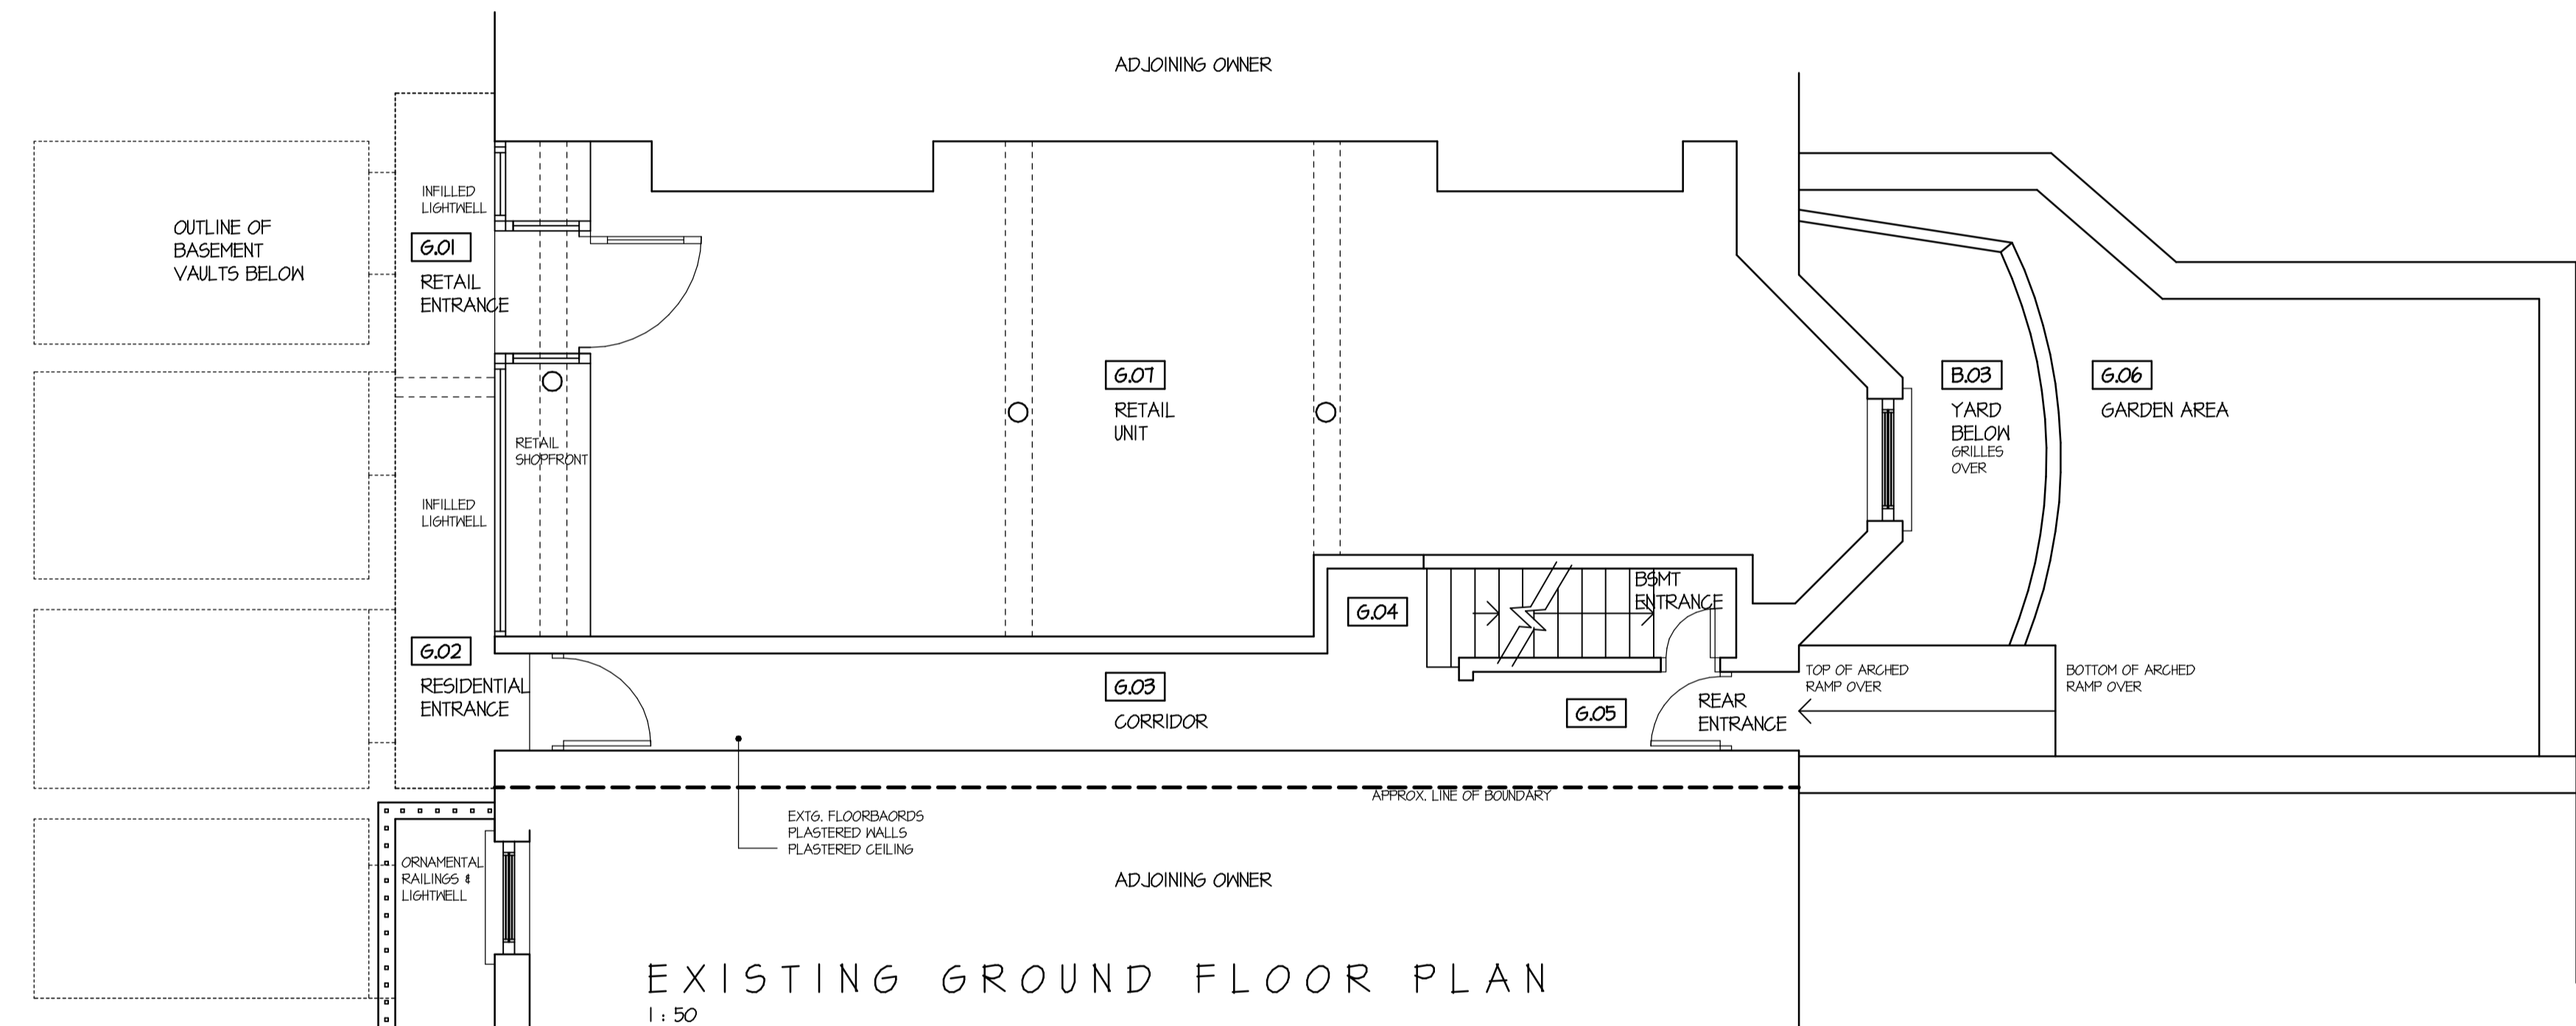 ADJOINING OWNER
OUTLINE OF
BASEMENT
VAULTS BELOW
INFILLED
LIGHTWELL
G.01
RETAIL
ENTRANCE
RETAIL
SHOPFRONT
INFILLED
LIGHTWELL
G.02
RESIDENTIAL
ENTRANCE
G.07
RETAIL
UNIT
B.03
YARD
BELOW
GRILLES
OVER
G.06
GARDEN AREA
G.04
BSMT
ENTRANCE
G.03
CORRIDOR
G.05
REAR
ENTRANCE
TOP OF ARCHED
RAMP OVER
BOTTOM OF ARCHED
RAMP OVER
APPROX. LINE OF BOUNDARY
EXTG. FLOORBAORDS
PLASTERED WALLS
PLASTERED CEILING
ORNAMENTAL
RAILINGS &
LIGHTWELL
ADJOINING OWNER
EXISTING GROUND FLOOR PLAN
1 : 50